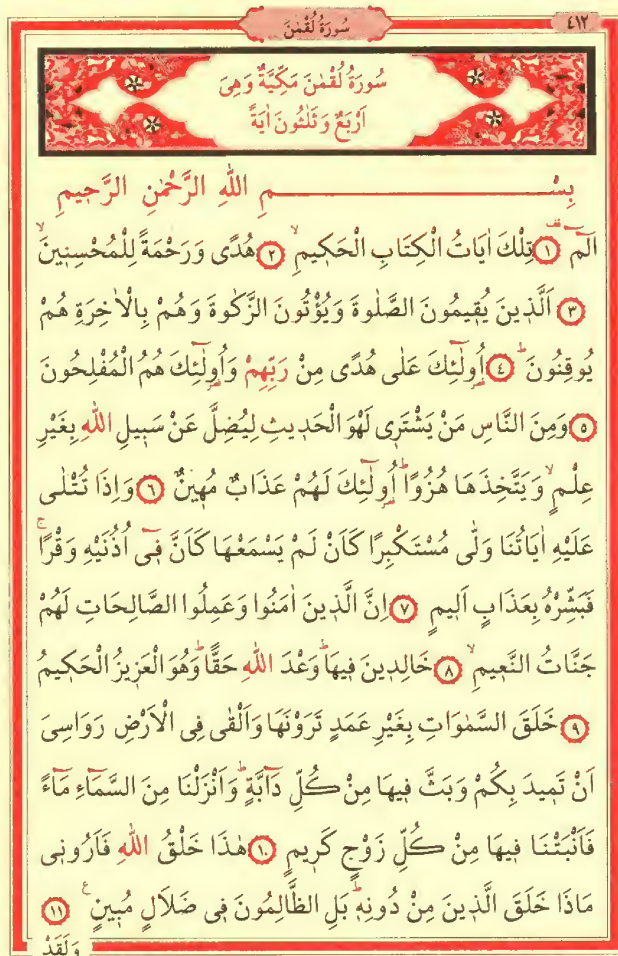 سُورَةُ لُقْمٰنَ ٤١٢
سُورَةُ لُقْمٰنَ مَكِّيَّةٌ وَهِىَ
اَرْبَعٌ وَ ثَلٰثُونَ اٰيَةً
بِسْمِ اللّٰهِ الرَّحْمٰنِ الرَّحٖيمِ
الٓمٓ ۚ ﴿١﴾ تِلْكَ اٰيَاتُ الْكِتَابِ الْحَكٖيمِۙ ﴿٢﴾ هُدًى وَرَحْمَةً لِلْمُحْسِنٖينَۙ
﴿٣﴾ اَلَّذٖينَ يُقٖيمُونَ الصَّلٰوةَ وَيُؤْتُونَ الزَّكٰوةَ وَهُمْ بِالْاٰخِرَةِ هُمْ
يُوقِنُونَؕ ﴿٤﴾ اُو۬لٰٓئِكَ عَلٰى هُدًى مِنْ رَبِّهِمْ وَاُو۬لٰٓئِكَ هُمُ الْمُفْلِحُونَ
﴿٥﴾ وَمِنَ النَّاسِ مَنْ يَشْتَرٖى لَهْوَ الْحَدٖيثِ لِيُضِلَّ عَنْ سَبٖيلِ اللّٰهِ بِغَيْرِ
عِلْمٍۙ وَيَتَّخِذَهَا هُزُوًاؕ اُو۬لٰٓئِكَ لَهُمْ عَذَابٌ مُهٖينٌ ﴿٦﴾ وَاِذَا تُتْلٰى
عَلَيْهِ اٰيَاتُنَا وَلّٰى مُسْتَكْبِرًا كَاَنْ لَمْ يَسْمَعْهَا كَاَنَّ فٖٓى اُذُنَيْهِ وَقْرًاۚ
فَبَشِّرْهُ بِعَذَابٍ اَلٖيمٍ ﴿٧﴾ اِنَّ الَّذٖينَ اٰمَنُوا وَعَمِلُوا الصَّالِحَاتِ لَهُمْ
جَنَّاتُ النَّعٖيمِۙ ﴿٨﴾ خَالِدٖينَ فٖيهَاؕ وَعْدَ اللّٰهِ حَقًّاؕ وَهُوَ الْعَزٖيزُ الْحَكٖيمُ
﴿٩﴾ خَلَقَ السَّمٰوَاتِ بِغَيْرِ عَمَدٍ تَرَوْنَهَا وَاَلْقٰى فِى الْاَرْضِ رَوَاسِىَ
اَنْ تَمٖيدَ بِكُمْ وَبَثَّ فٖيهَا مِنْ كُلِّ دَٓابَّةٍؕ وَاَنْزَلْنَا مِنَ السَّمَٓاءِ مَٓاءً
فَاَنْبَتْنَا فٖيهَا مِنْ كُلِّ زَوْجٍ كَرٖيمٍ ﴿١٠﴾ هٰذَا خَلْقُ اللّٰهِ فَاَرُونٖى
مَاذَا خَلَقَ الَّذٖينَ مِنْ دُونِهٖؕ بَلِ الظَّالِمُونَ فٖى ضَلَالٍ مُبٖينٍࣖ ﴿١١﴾
وَلَقَدْ